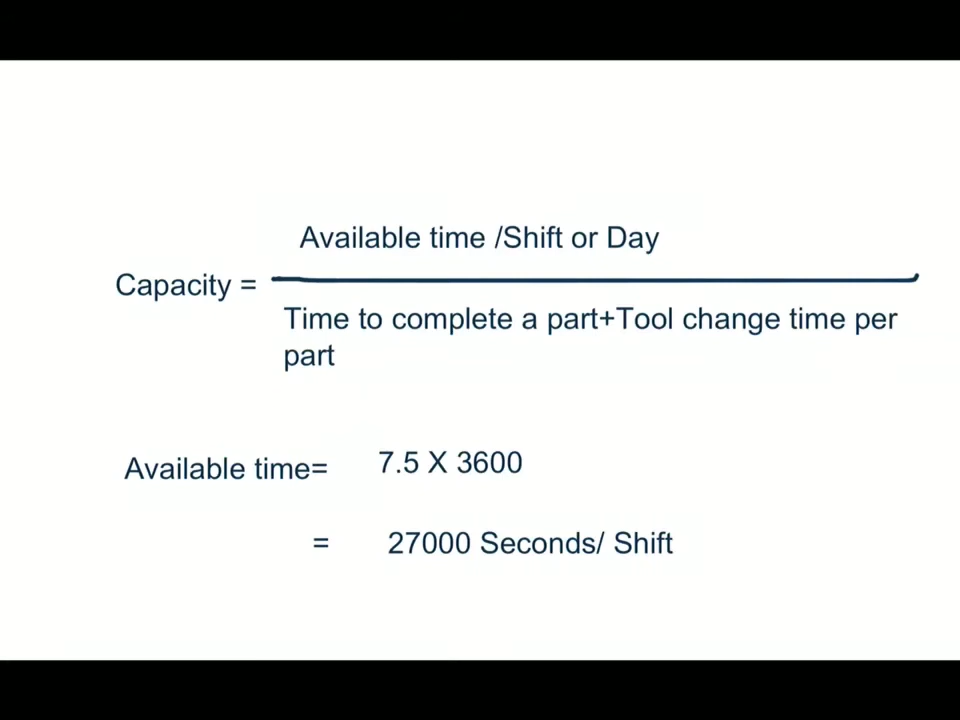 Available time /Shift or Day
Capacity =
Time to complete a part+Tool change time per
part
Available time= 7.5 X 3600
= 27000 Seconds/ Shift